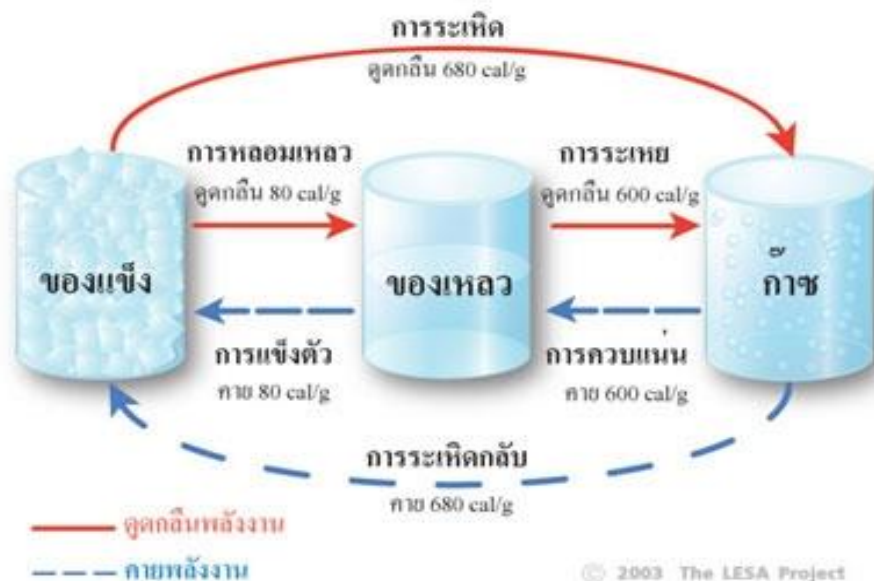 การระเหิด
ดูดกลืน 680 cal/g
การหลอมเหลว
ดูดกลืน 80 cal/g
การระเหย
ดูดกลืน 600 cal/g
ของแข็ง
ของเหลว
ก๊าซ
การแข็งตัว
คาย 80 cal/g
การควบแน่น
คาย 600 cal/g
การระเหิดกลับ
คาย 680 cal/g
ดูดกลืนพลังงาน
คายพลังงาน
© 2003 The LESA Project